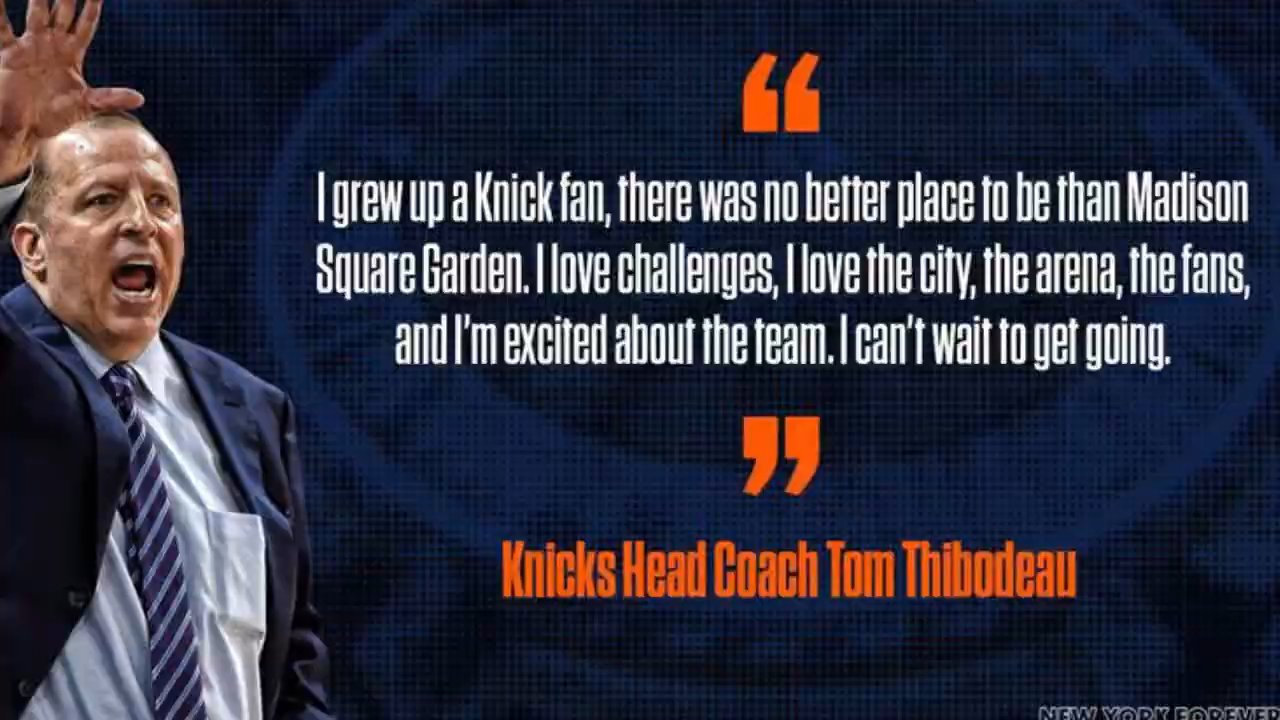 “
I grew up a Knick fan, there was no better place to be than Madison
Square Garden. I love challenges, I love the city, the arena, the fans,
and I'm excited about the team. I can't wait to get going.
”
Knicks Head Coach Tom Thibodeau
NEW YORK FOREVER